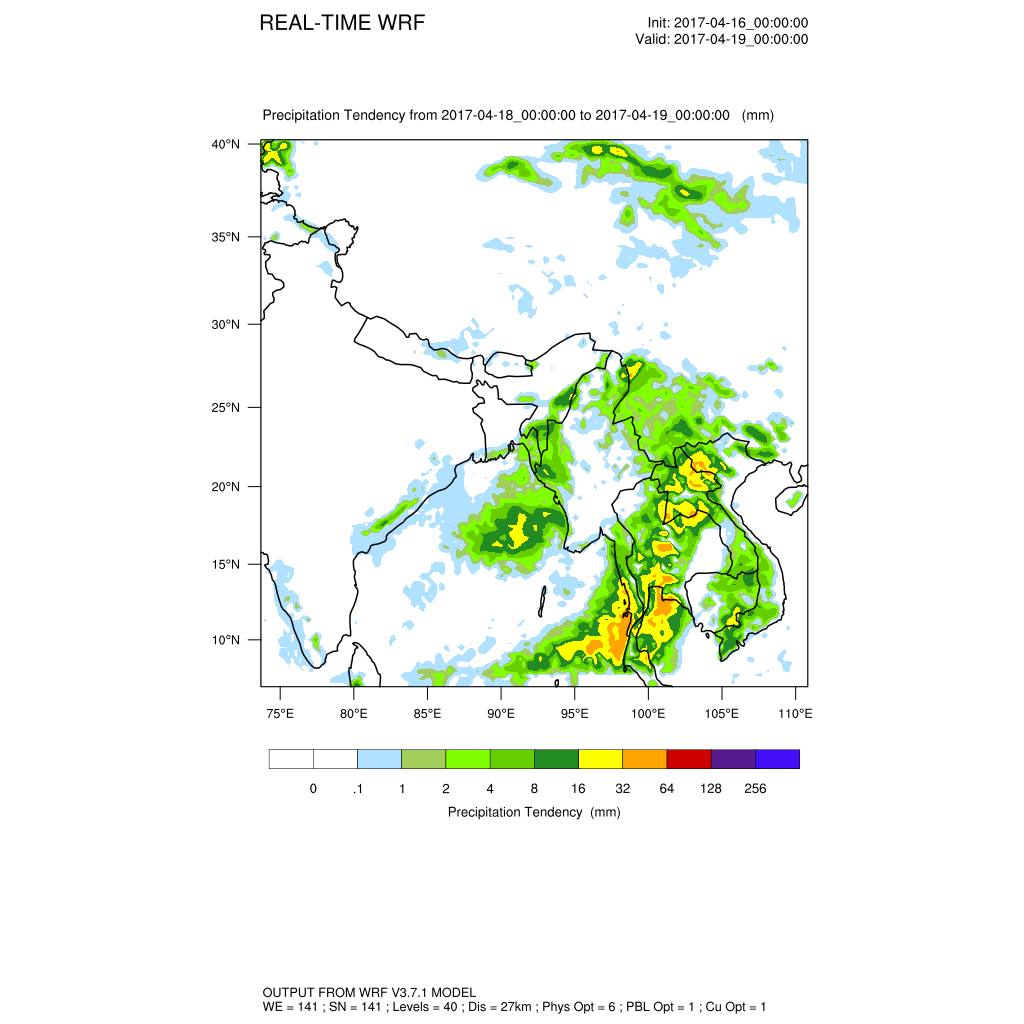 REAL-TIME WRF
Init: 2017-04-16_00:00:00
Valid: 2017-04-19_00:00:00
Precipitation Tendency from 2017-04-18_00:00:00 to 2017-04-19_00:00:00 (mm)
40°N
35°N
30°N
25°N
20°N
15°N
10°N
75°E 80°E 85°E 90°E 95°E 100°E 105°E 110°E
0 .1 1 2 4 8 16 32 64 128 256
Precipitation Tendency (mm)
OUTPUT FROM WRF V3.7.1 MODEL
WE = 141 ; SN = 141 ; Levels = 40 ; Dis = 27km ; Phys Opt = 6 ; PBL Opt = 1 ; Cu Opt = 1